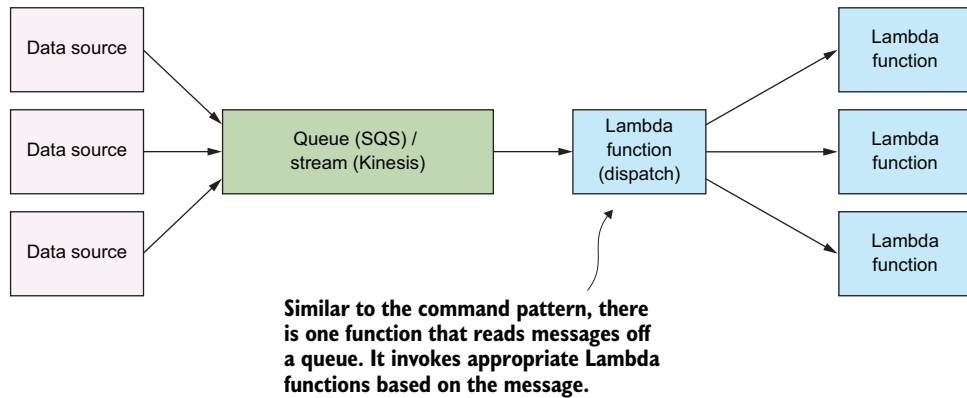 Data source
Data source
Data source
Queue (SQS) /
stream (Kinesis)
Lambda
function
(dispatch)
Lambda
function
Lambda
function
Lambda
function
Similar to the command pattern, there
is one function that reads messages off
a queue. It invokes appropriate Lambda
functions based on the message.